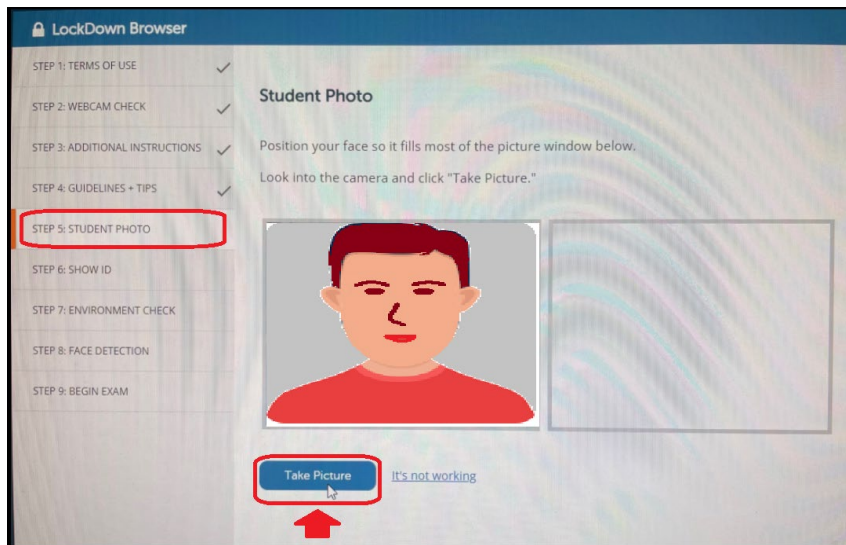 LockDown Browser
STEP 1: TERMS OF USE
STEP 2: WEBCAM CHECK
STEP 3: ADDITIONAL INSTRUCTIONS
STEP 4: GUIDELINES + TIPS
STEP 5: STUDENT PHOTO
STEP 6: SHOW ID
STEP 7: ENVIRONMENT CHECK
STEP 8: FACE DETECTION
STEP 9: BEGIN EXAM
Student Photo
Position your face so it fills most of the picture window below.
Look into the camera and click "Take Picture."
Take Picture
It's not working